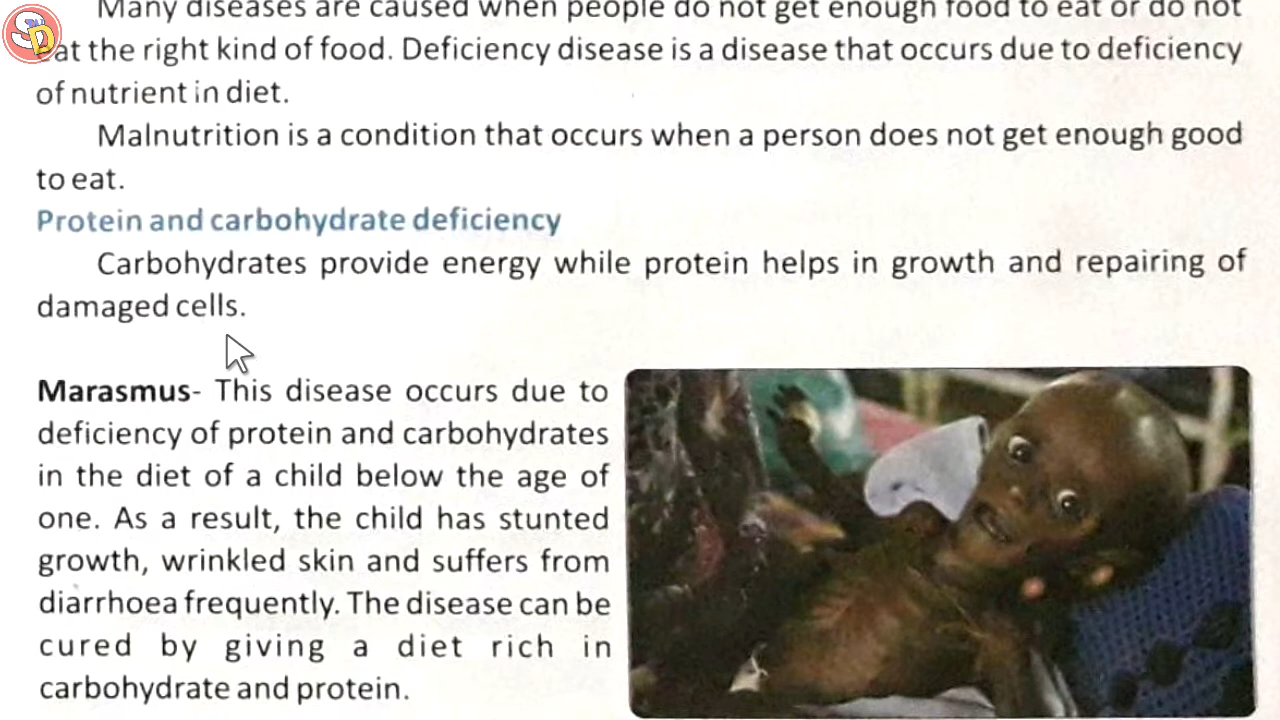 Many diseases are caused when people do not get enough food to eat or do not
eat the right kind of food. Deficiency disease is a disease that occurs due to deficiency
of nutrient in diet.
Malnutrition is a condition that occurs when a person does not get enough good
to eat.
Protein and carbohydrate deficiency
Carbohydrates provide energy while protein helps in growth and repairing of
damaged cells.
Marasmus- This disease occurs due to
deficiency of protein and carbohydrates
in the diet of a child below the age of
one. As a result, the child has stunted
growth, wrinkled skin and suffers from
diarrhoea frequently. The disease can be
cured by giving a diet rich in
carbohydrate and protein.